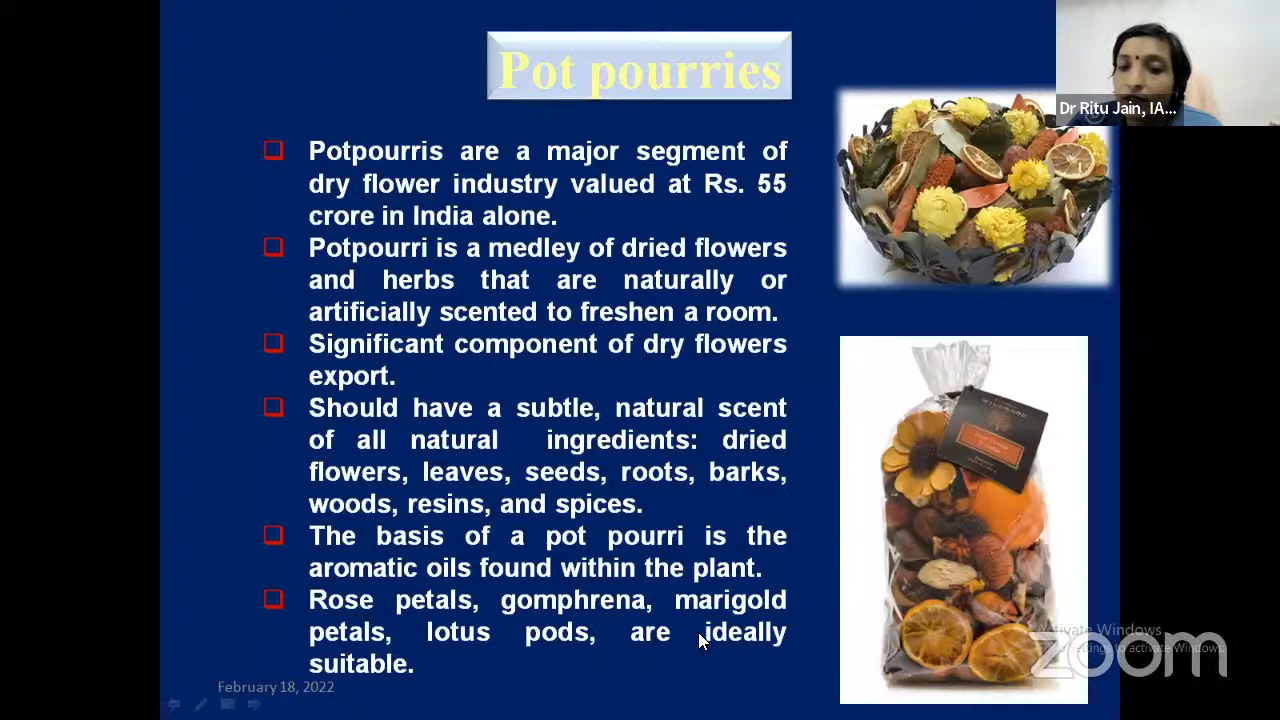 Pot pourries
Dr Ritu Jain, IA...
❑ Potpourris are a major segment of
dry flower industry valued at Rs. 55
crore in India alone.
❑ Potpourri is a medley of dried flowers
and herbs that are naturally or
artificially scented to freshen a room.
❑ Significant component of dry flowers
export.
❑ Should have a subtle, natural scent
of all natural ingredients: dried
flowers, leaves, seeds, roots, barks,
woods, resins, and spices.
❑ The basis of a pot pourri is the
aromatic oils found within the plant.
❑ Rose petals, gomphrena, marigold
petals, lotus pods, are ideally
suitable.
February 18, 2022
Activate Windows
Settings to activate Windows.
zoom